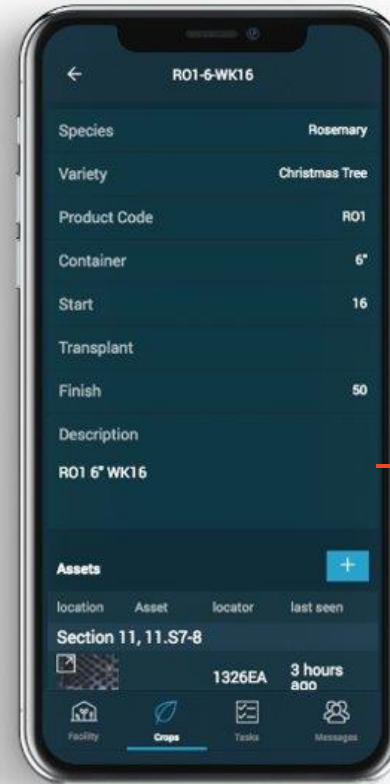 RO1-6-WK16
Species Rosemary
Variety Christmas Tree
Product Code RO1
Container 6"
Start 16
Transplant
Finish 50
Description
RO1 6" WK16
Assets +
location Asset locator last seen
Section 11, 11.S7-8
1326EA 3 hours
ago
Facility Crops Tasks Messages